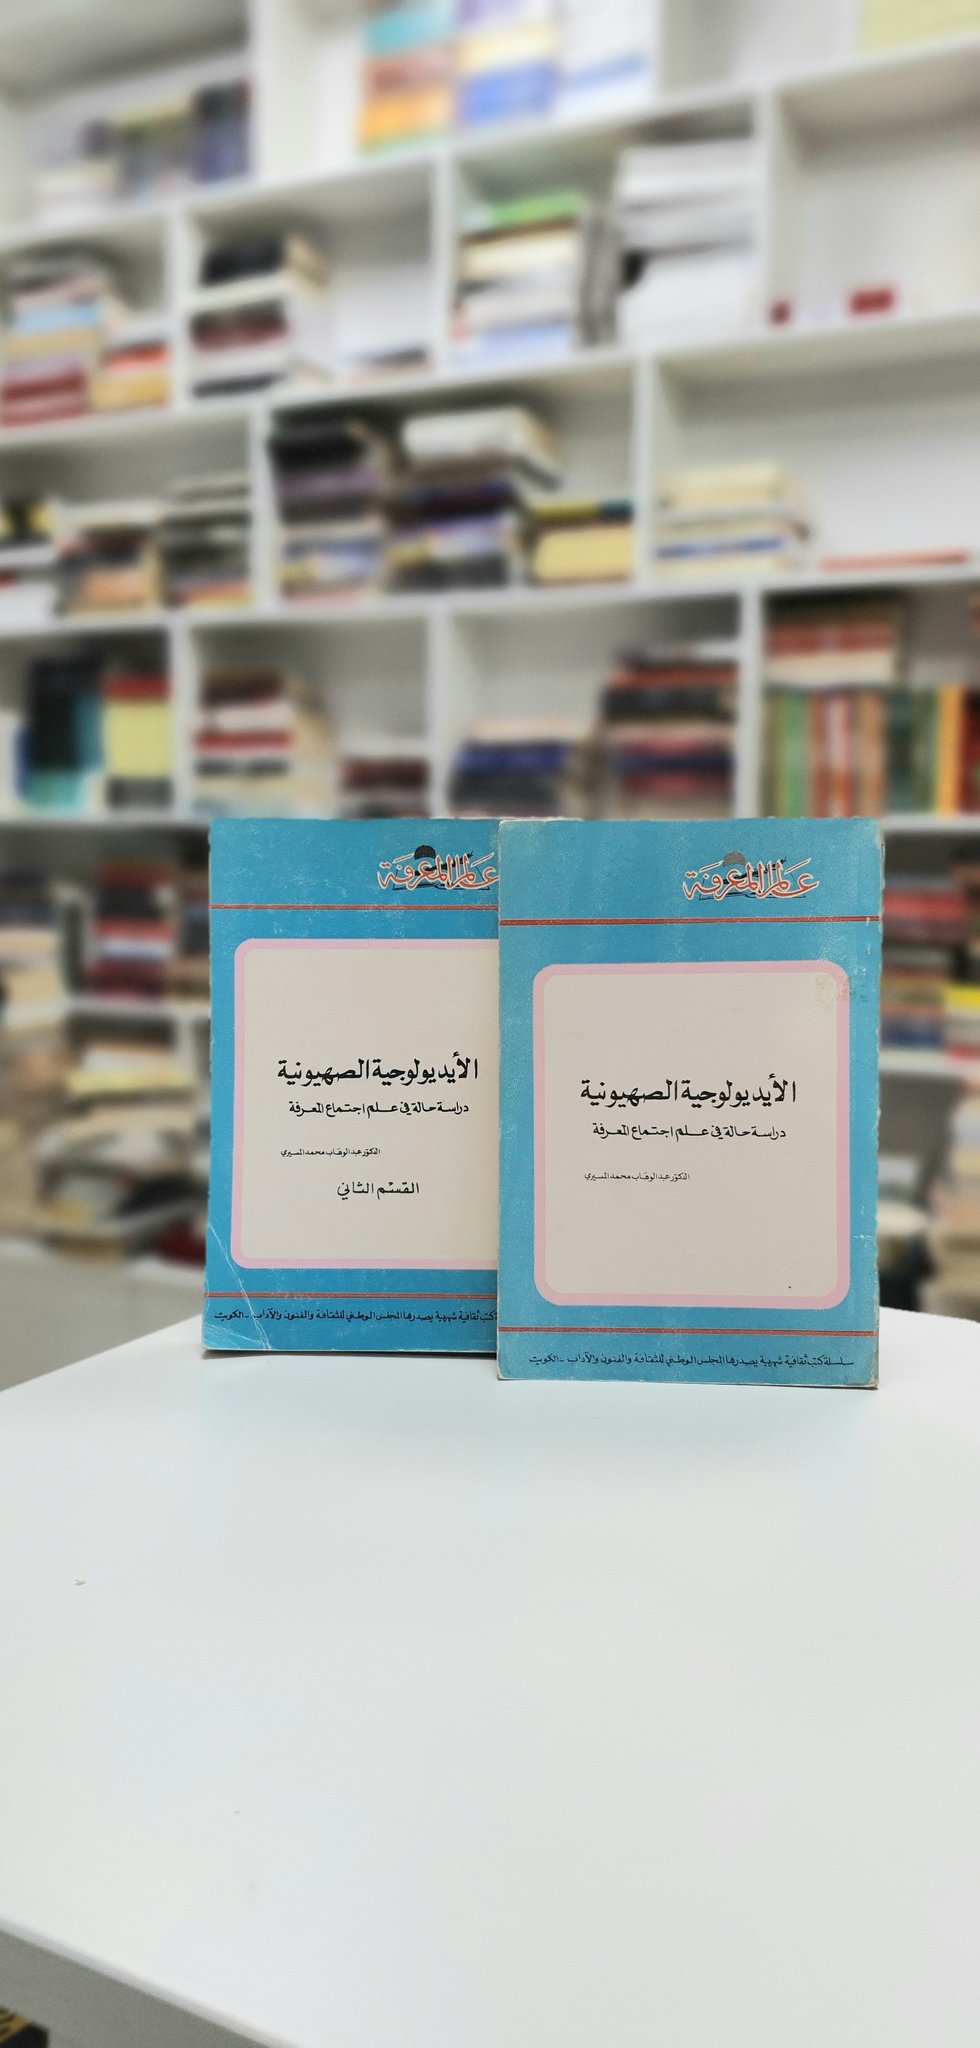 عالم المعرفة
الأيديولوجية الصهيونية
دراسة حالة في علم اجتماع المعرفة
الدكتور عبد الوهاب محمد المسيري
سلسلة كتب ثقافية شهرية يصدرها المجلس الوطني للثقافة والفنون والآداب - الكويت
عالم المعرفة
الأيديولوجية الصهيونية
دراسة حالة في علم اجتماع المعرفة
الدكتور عبد الوهاب محمد المسيري
القسم الثاني
كتب ثقافية شهرية يصدرها المجلس الوطني للثقافة والفنون والآداب - الكويت